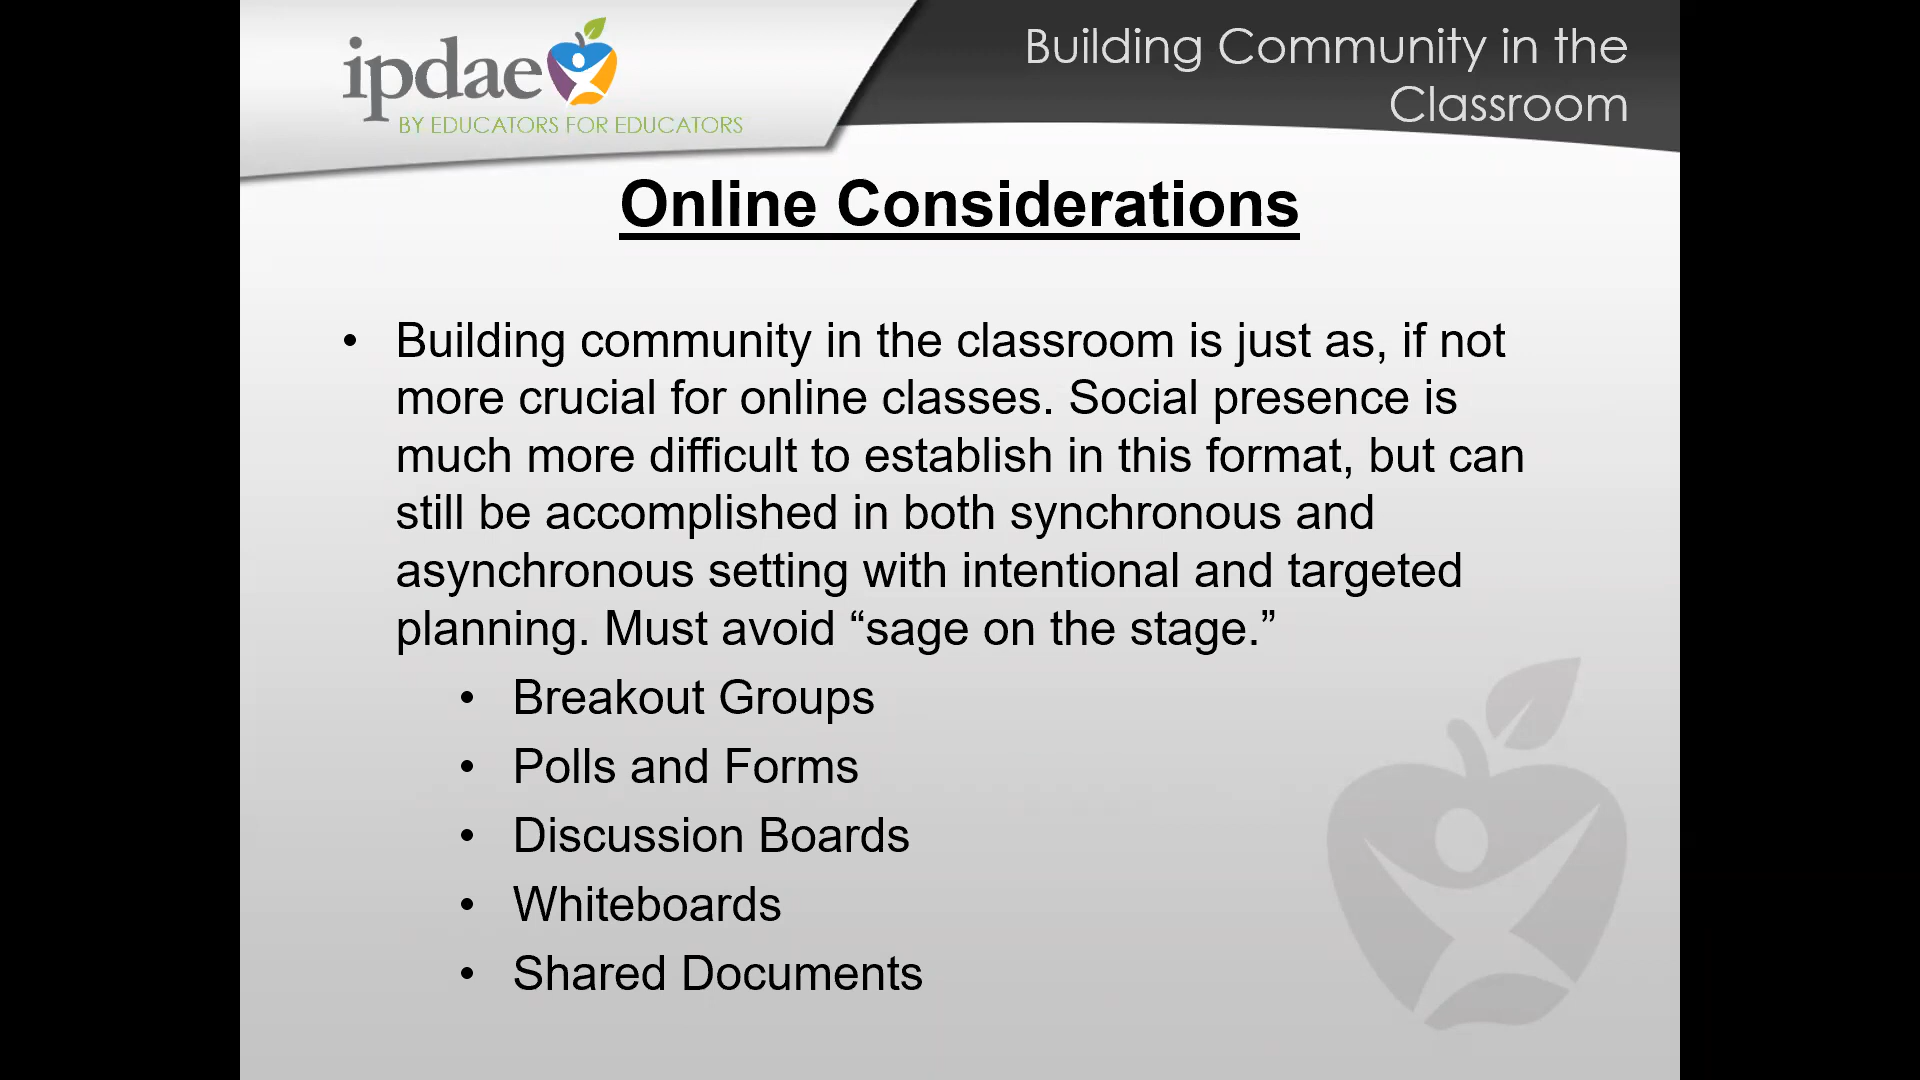 ipdae
BY EDUCATORS FOR EDUCATORS
Building Community in the
Classroom
Online Considerations
• Building community in the classroom is just as, if not
more crucial for online classes. Social presence is
much more difficult to establish in this format, but can
still be accomplished in both synchronous and
asynchronous setting with intentional and targeted
planning. Must avoid “sage on the stage.”
• Breakout Groups
• Polls and Forms
• Discussion Boards
• Whiteboards
• Shared Documents